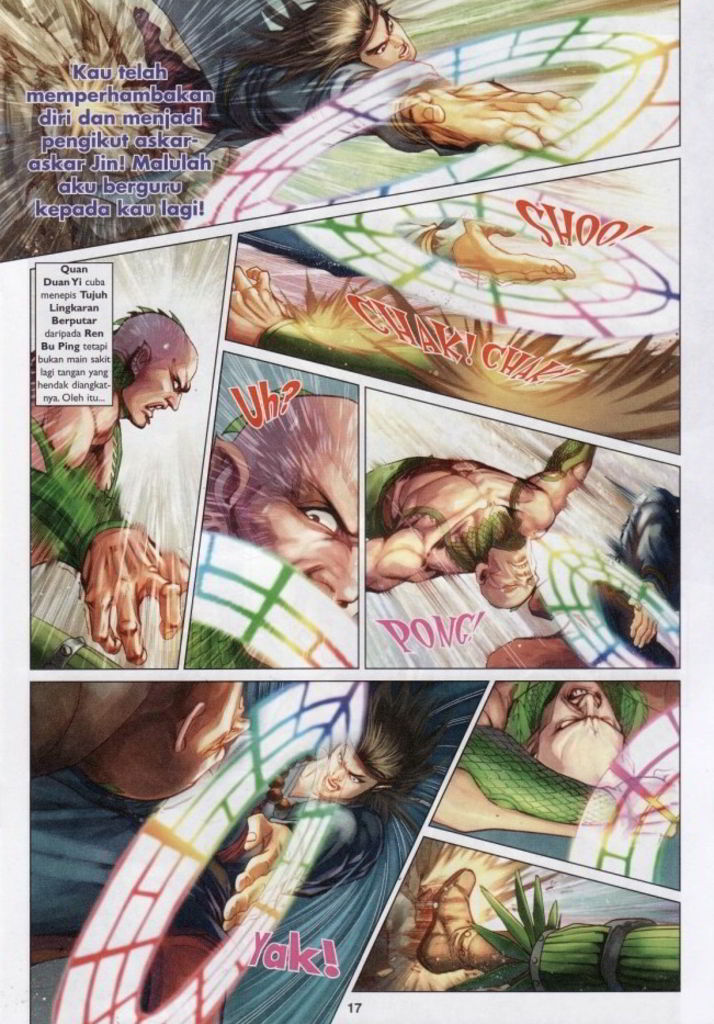 Kau telah
memperhambakan
diri dan menjadi
pengikut askar-
askar Jin! Malulah
aku berguru
kepada kau lagi!
SHOO!
CHAK! CHAK!
Quan
Duan Yi cuba
menepis Tujuh
Lingkaran
Berputar
daripada Ren
Bu Ping tetapi
bukan main sakit
lagi tangan yang
hendak diangkat-
nya. Oleh itu...
Uh?
PONG!
Yak!
17